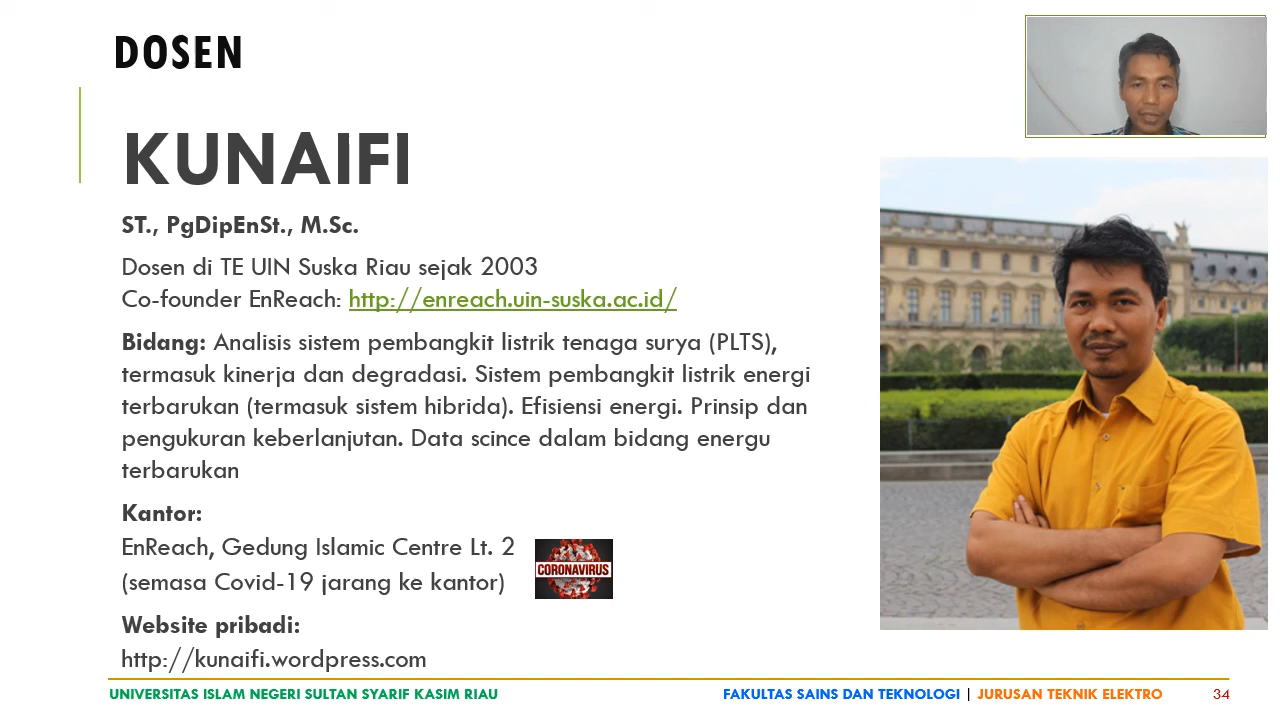 DOSEN
KUNAIFI
ST., PgDipEnSt., M.Sc.
Dosen di TE UIN Suska Riau sejak 2003
Co-founder EnReach: http://enreach.uin-suska.ac.id/
Bidang: Analisis sistem pembangkit listrik tenaga surya (PLTS),
termasuk kinerja dan degradasi. Sistem pembangkit listrik energi
terbarukan (termasuk sistem hibrida). Efisiensi energi. Prinsip dan
pengukuran keberlanjutan. Data scince dalam bidang energu
terbarukan
Kantor:
EnReach, Gedung Islamic Centre Lt. 2
(semasa Covid-19 jarang ke kantor)
CORONAVIRUS
Website pribadi:
http://kunaifi.wordpress.com
UNIVERSITAS ISLAM NEGERI SULTAN SYARIF KASIM RIAU
FAKULTAS SAINS DAN TEKNOLOGI | JURUSAN TEKNIK ELEKTRO
34